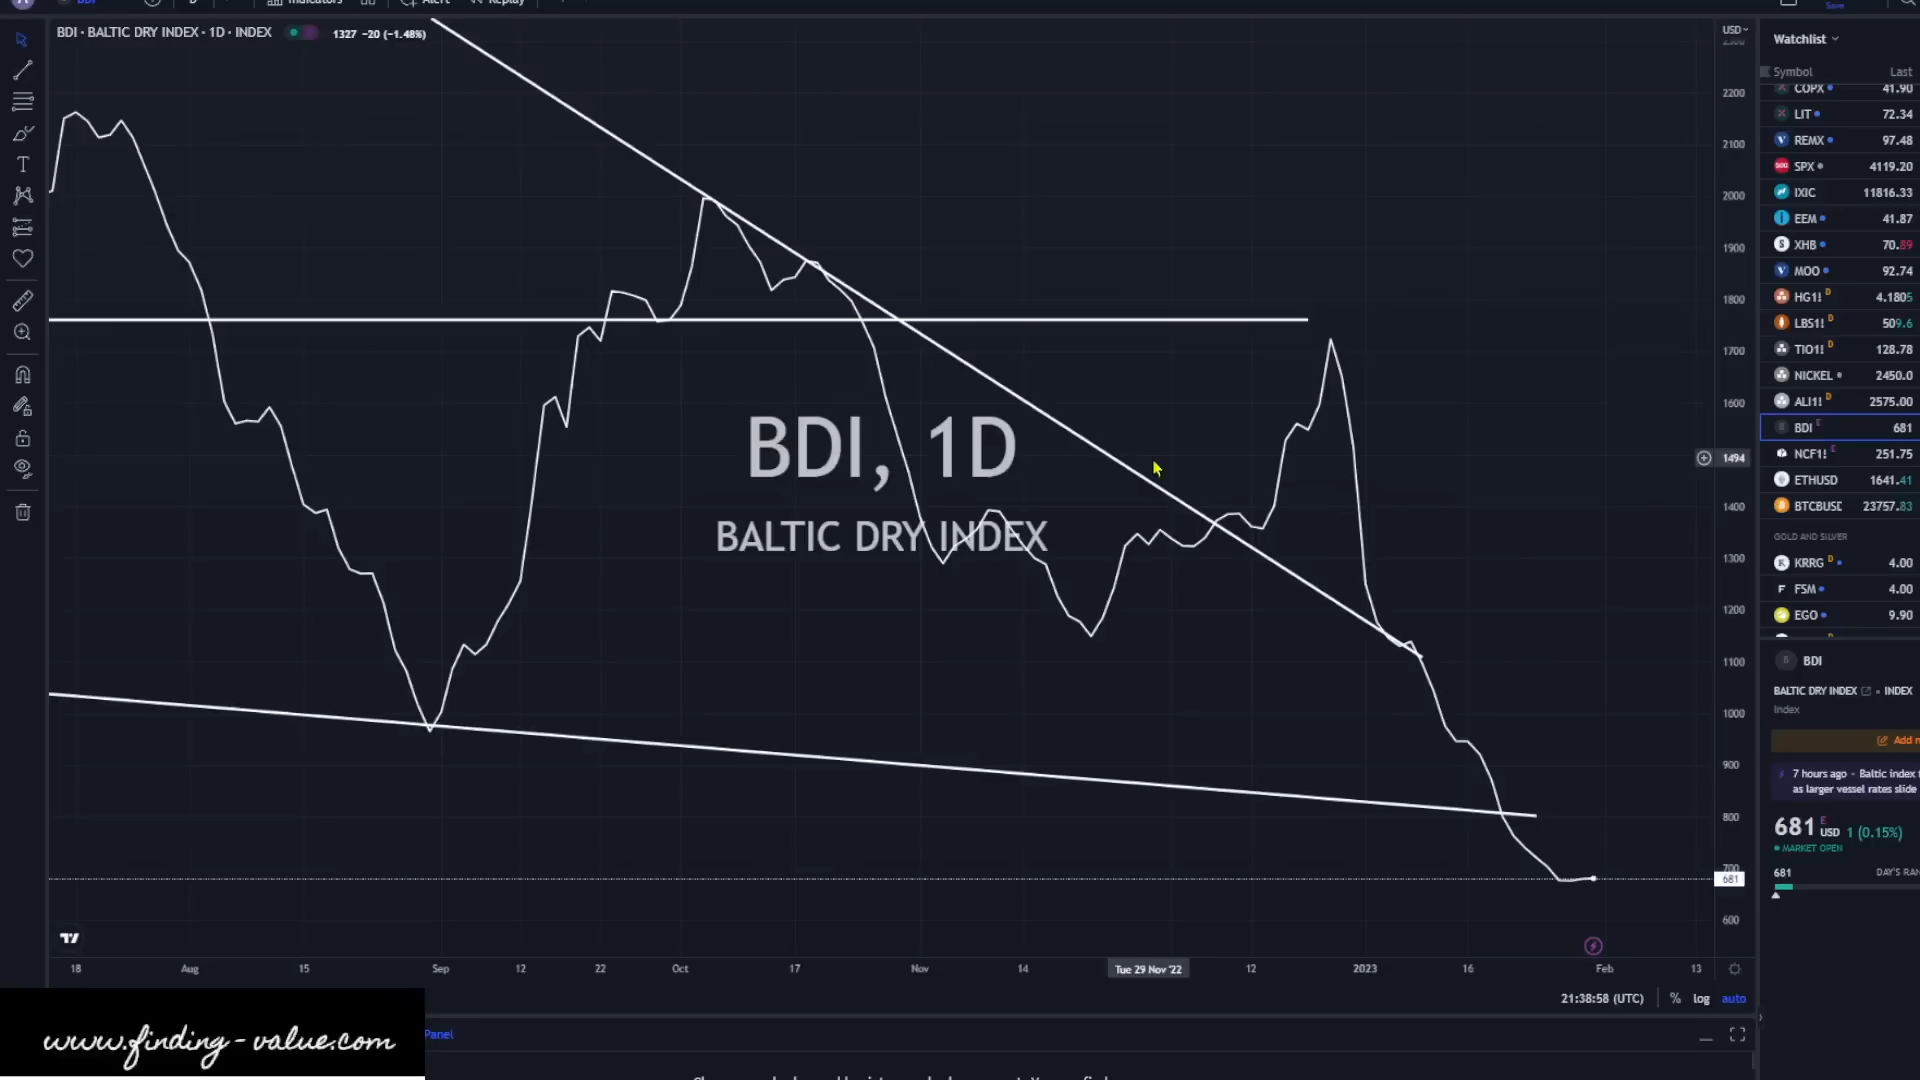 BDI
Indicators
Alert
Replay
Save
BDI · BALTIC DRY INDEX · 1D · INDEX
1327 −20 (−1.48%)
USD
2200
2100
2000
1900
1800
1700
1600
1494
1400
1300
1200
1100
1000
900
800
700
681
600
BDI, 1D
BALTIC DRY INDEX
18
Aug
15
Sep
12
22
Oct
17
Nov
14
Tue 29 Nov '22
12
2023
16
Feb
13
21:38:58 (UTC)
%
log
auto
Panel
www.finding-value.com
Watchlist
Symbol Last
COPX 41.90
LIT 72.34
REMX 97.48
SPX 4119.20
IXIC 11816.33
EEM 41.87
XHB 70.89
MOO 92.74
HG1! D 4.1805
LBS1! D 509.6
TIO1! D 128.78
NICKEL 2450.0
ALI1! D 2575.00
BDI E 681
NCF1! E 251.75
ETHUSD 1641.41
BTCBUSD 23757.83
GOLD AND SILVER
KRRG D 4.00
FSM 4.00
EGO 9.90
BDI
BALTIC DRY INDEX • INDEX
Index
Add n
7 hours ago - Baltic index
as larger vessel rates slide
681 E USD 1 (0.15%)
MARKET OPEN
681 DAY'S RAN